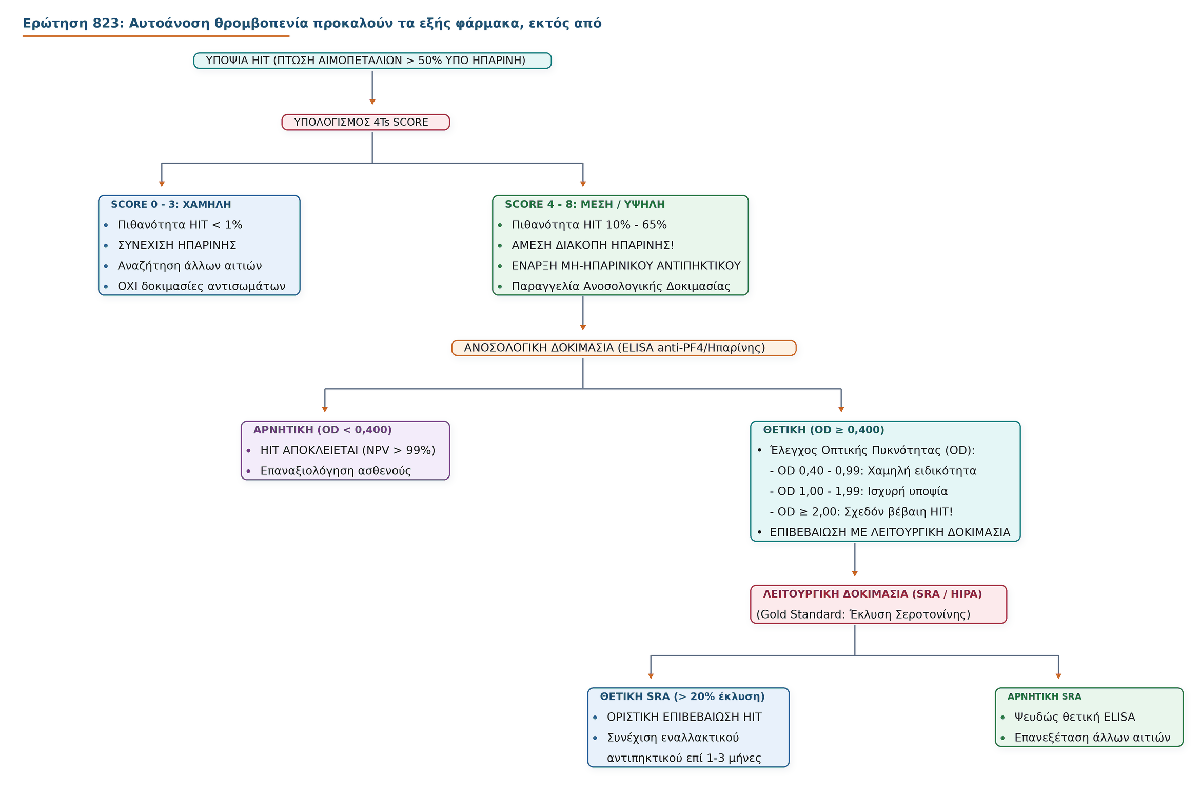 Ερώτηση 823: Αυτοάνοση θρομβοπενία προκαλούν τα εξής φάρμακα, εκτός από
ΥΠΟΨΙΑ HIT (ΠΤΩΣΗ ΑΙΜΟΠΕΤΑΛΙΩΝ > 50% ΥΠΟ ΗΠΑΡΙΝΗ)
ΥΠΟΛΟΓΙΣΜΟΣ 4Ts SCORE
SCORE 0 - 3: ΧΑΜΗΛΗ
• Πιθανότητα HIT < 1%
• ΣΥΝΕΧΙΣΗ ΗΠΑΡΙΝΗΣ
• Αναζήτηση άλλων αιτιών
• ΟΧΙ δοκιμασίες αντισωμάτων
SCORE 4 - 8: ΜΕΣΗ / ΥΨΗΛΗ
• Πιθανότητα HIT 10% - 65%
• ΑΜΕΣΗ ΔΙΑΚΟΠΗ ΗΠΑΡΙΝΗΣ!
• ΕΝΑΡΞΗ ΜΗ-ΗΠΑΡΙΝΙΚΟΥ ΑΝΤΙΠΗΚΤΙΚΟΥ
• Παραγγελία Ανοσολογικής Δοκιμασίας
ΑΝΟΣΟΛΟΓΙΚΗ ΔΟΚΙΜΑΣΙΑ (ELISA anti-PF4/Ηπαρίνης)
ΑΡΝΗΤΙΚΗ (OD < 0,400)
• HIT ΑΠΟΚΛΕΙΕΤΑΙ (NPV > 99%)
• Επαναξιολόγηση ασθενούς
ΘΕΤΙΚΗ (OD ≥ 0,400)
• Έλεγχος Οπτικής Πυκνότητας (OD):
- OD 0,40 - 0,99: Χαμηλή ειδικότητα
- OD 1,00 - 1,99: Ισχυρή υποψία
- OD ≥ 2,00: Σχεδόν βέβαιη HIT!
• ΕΠΙΒΕΒΑΙΩΣΗ ΜΕ ΛΕΙΤΟΥΡΓΙΚΗ ΔΟΚΙΜΑΣΙΑ
ΛΕΙΤΟΥΡΓΙΚΗ ΔΟΚΙΜΑΣΙΑ (SRA / HIPA)
(Gold Standard: Έκλυση Σεροτονίνης)
ΘΕΤΙΚΗ SRA (> 20% έκλυση)
• ΟΡΙΣΤΙΚΗ ΕΠΙΒΕΒΑΙΩΣΗ HIT
• Συνέχιση εναλλακτικού
αντιπηκτικού επί 1-3 μήνες
ΑΡΝΗΤΙΚΗ SRA
• Ψευδώς θετική ELISA
• Επανεξέταση άλλων αιτιών